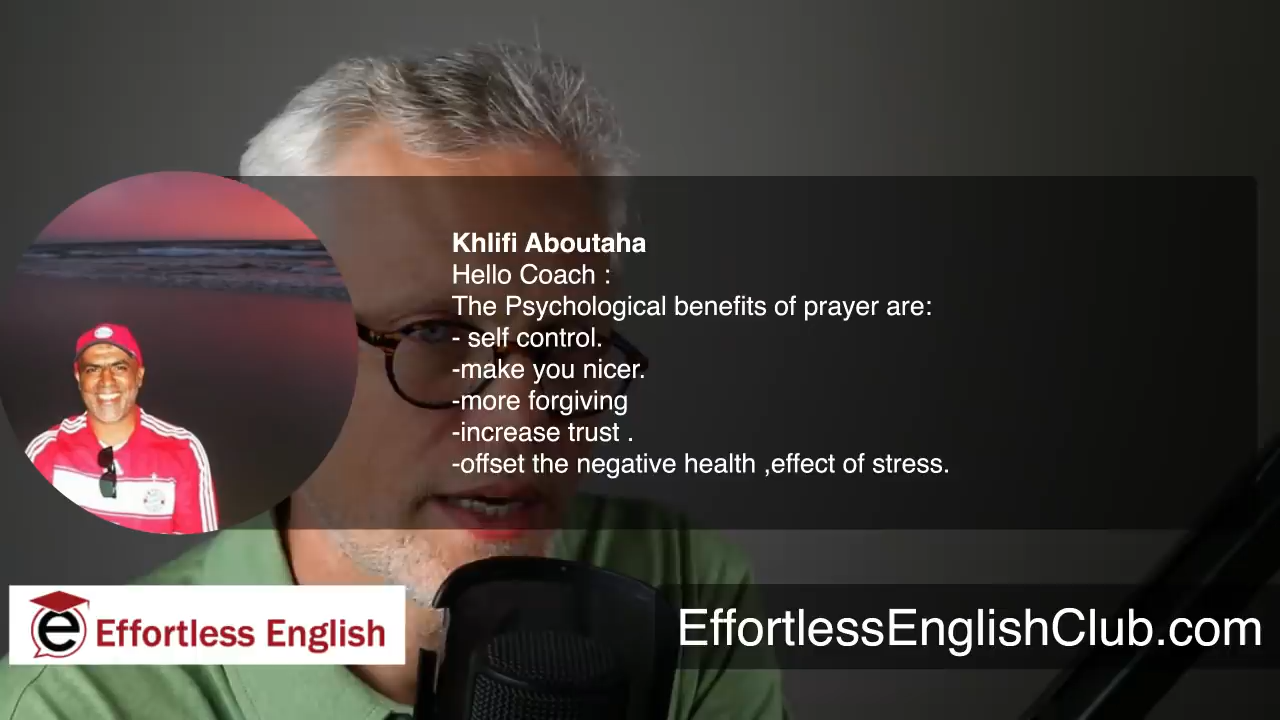 Khlifi Aboutaha
Hello Coach :
The Psychological benefits of prayer are:
- self control.
-make you nicer.
-more forgiving
-increase trust .
-offset the negative health ,effect of stress.
e Effortless English
EffortlessEnglishClub.com